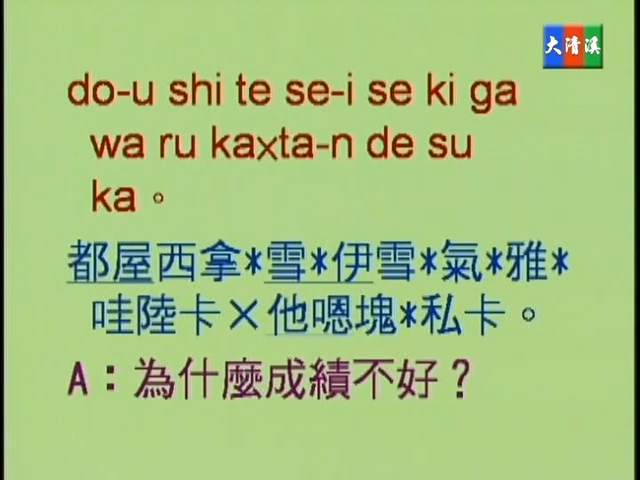 大清溪
do-u shi te se-i se ki ga
wa ru ka×ta-n de su
ka。
都屋西拿*雪*伊雪*氣*雅*
哇陸卡×他嗯塊*私卡。
A：為什麼成績不好？